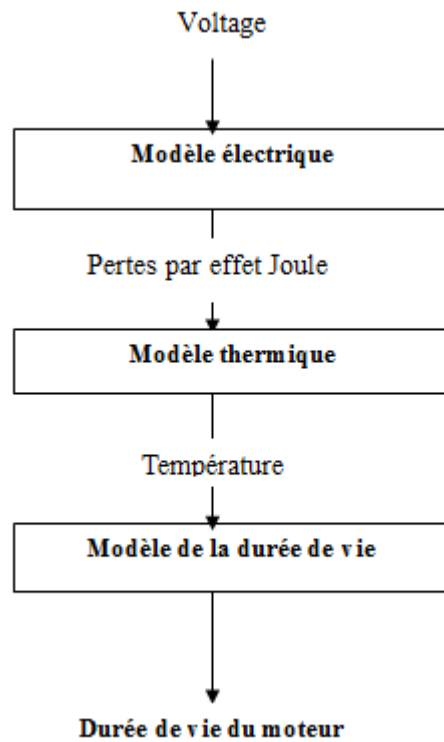 Voltage
Modèle électrique
Pertes par effet Joule
Modèle thermique
Température
Modèle de la durée de vie
Durée de vie du moteur